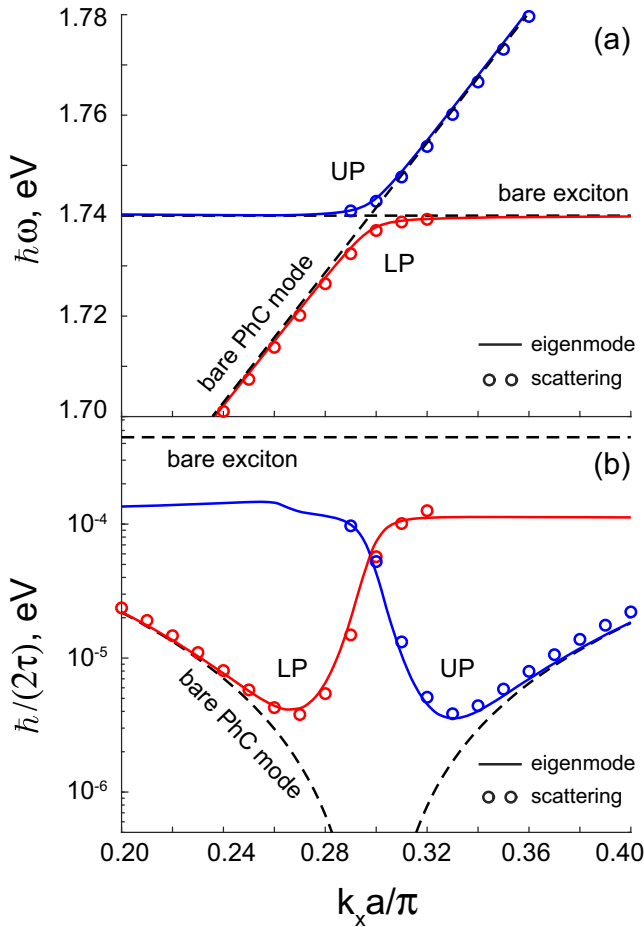 1.78
(a)
1.76
UP
bare exciton
1.74
ħω, eV
LP
bare PhC mode
1.72
eigenmode
scattering
1.70
(b)
bare exciton
10⁻⁴
ħ/(2τ), eV
10⁻⁵
LP
UP
bare PhC mode
eigenmode
10⁻⁶
scattering
0.20 0.24 0.28 0.32 0.36 0.40
kₓa/π